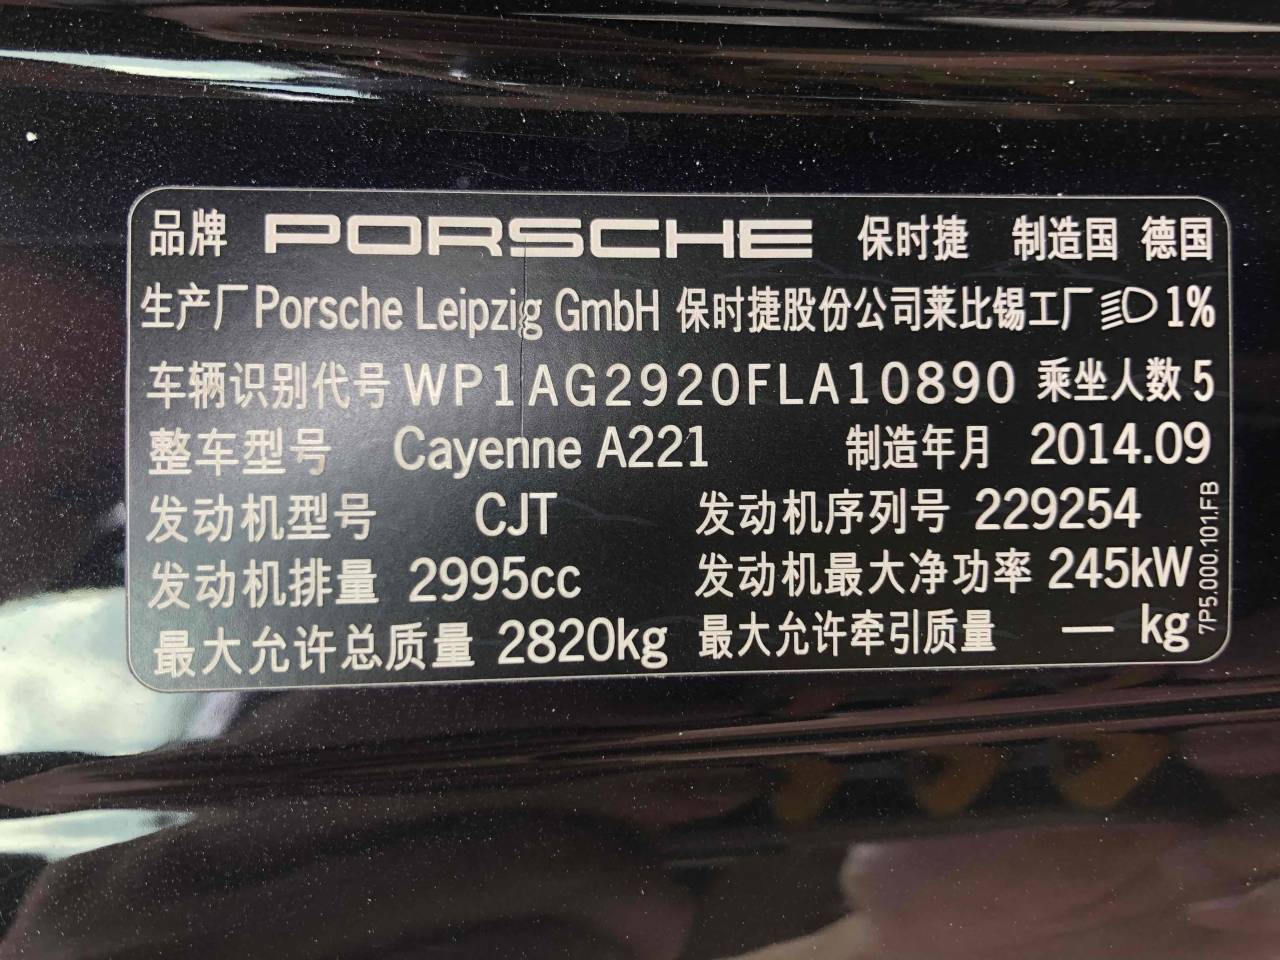 品牌 PORSCHE 保时捷 制造国 德国
生产厂 Porsche Leipzig GmbH 保时捷股份公司莱比锡工厂 1%
车辆识别代号 WP1AG2920FLA10890 乘坐人数 5
整车型号 Cayenne A221 制造年月 2014.09
发动机型号 CJT 发动机序列号 229254
发动机排量 2995cc 发动机最大净功率 245kW
最大允许总质量 2820kg 最大允许牵引质量 — kg
7P5.000.101.FB